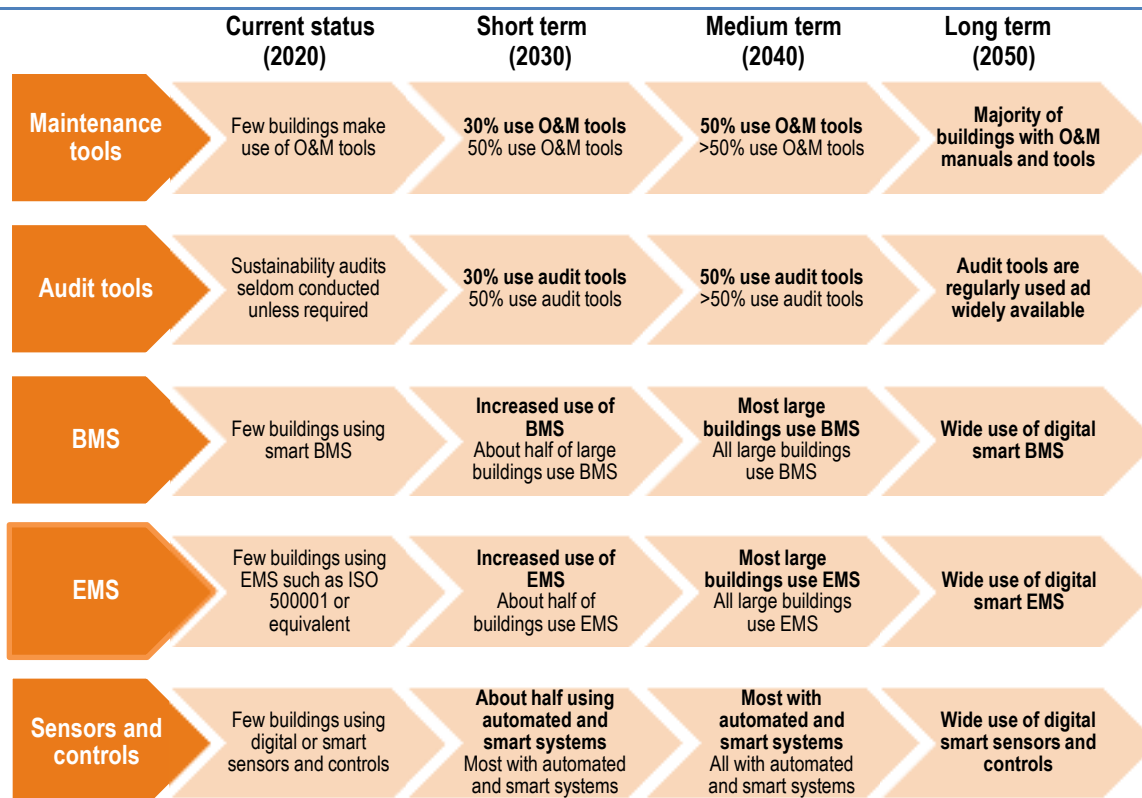 Current status
(2020)
Short term
(2030)
Medium term
(2040)
Long term
(2050)
Maintenance
tools
Few buildings make
use of O&M tools
30% use O&M tools
50% use O&M tools
50% use O&M tools
>50% use O&M tools
Majority of
buildings with O&M
manuals and tools
Audit tools
Sustainability audits
seldom conducted
unless required
30% use audit tools
50% use audit tools
50% use audit tools
>50% use audit tools
Audit tools are
regularly used ad
widely available
BMS
Few buildings using
smart BMS
Increased use of
BMS
About half of large
buildings use BMS
Most large
buildings use BMS
All large buildings
use BMS
Wide use of digital
smart BMS
EMS
Few buildings using
EMS such as ISO
500001 or
equivalent
Increased use of
EMS
About half of
buildings use EMS
Most large
buildings use EMS
All large buildings
use EMS
Wide use of digital
smart EMS
Sensors and
controls
Few buildings using
digital or smart
sensors and controls
About half using
automated and
smart systems
Most with automated
and smart systems
Most with
automated and
smart systems
All with automated
and smart systems
Wide use of digital
smart sensors and
controls